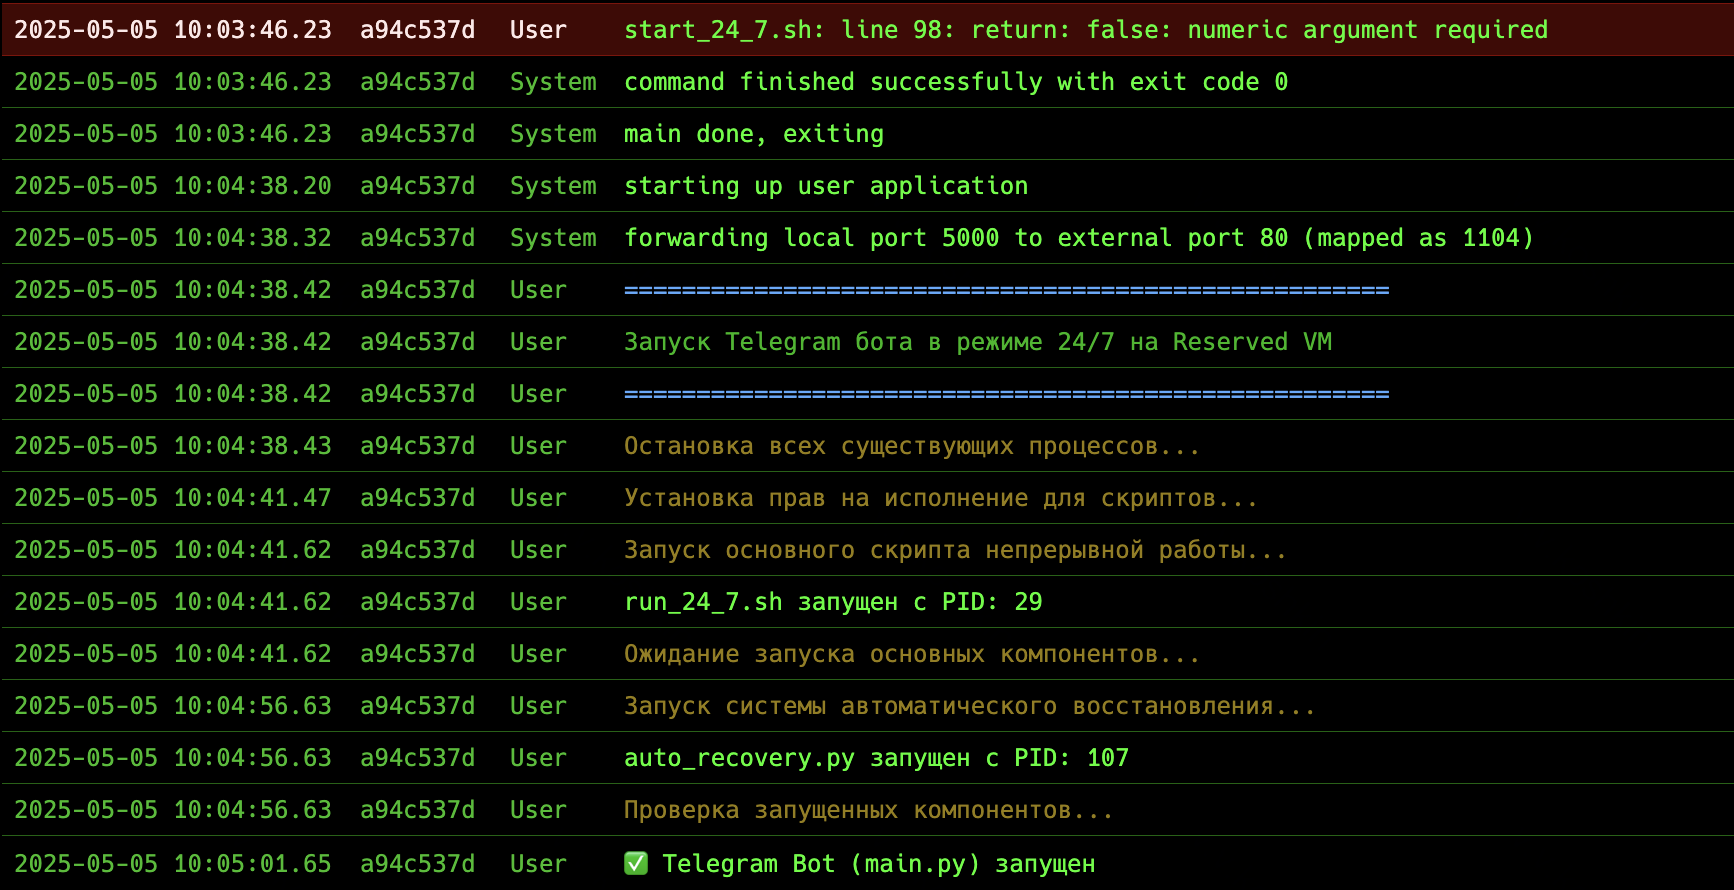 2025-05-05 10:03:46.23 a94c537d User start_24_7.sh: line 98: return: false: numeric argument required
2025-05-05 10:03:46.23 a94c537d System command finished successfully with exit code 0
2025-05-05 10:03:46.23 a94c537d System main done, exiting
2025-05-05 10:04:38.20 a94c537d System starting up user application
2025-05-05 10:04:38.32 a94c537d System forwarding local port 5000 to external port 80 (mapped as 1104)
2025-05-05 10:04:38.42 a94c537d User =====================================================
2025-05-05 10:04:38.42 a94c537d User Запуск Telegram бота в режиме 24/7 на Reserved VM
2025-05-05 10:04:38.42 a94c537d User =====================================================
2025-05-05 10:04:38.43 a94c537d User Остановка всех существующих процессов...
2025-05-05 10:04:41.47 a94c537d User Установка прав на исполнение для скриптов...
2025-05-05 10:04:41.62 a94c537d User Запуск основного скрипта непрерывной работы...
2025-05-05 10:04:41.62 a94c537d User run_24_7.sh запущен с PID: 29
2025-05-05 10:04:41.62 a94c537d User Ожидание запуска основных компонентов...
2025-05-05 10:04:56.63 a94c537d User Запуск системы автоматического восстановления...
2025-05-05 10:04:56.63 a94c537d User auto_recovery.py запущен с PID: 107
2025-05-05 10:04:56.63 a94c537d User Проверка запущенных компонентов...
2025-05-05 10:05:01.65 a94c537d User ✅ Telegram Bot (main.py) запущен